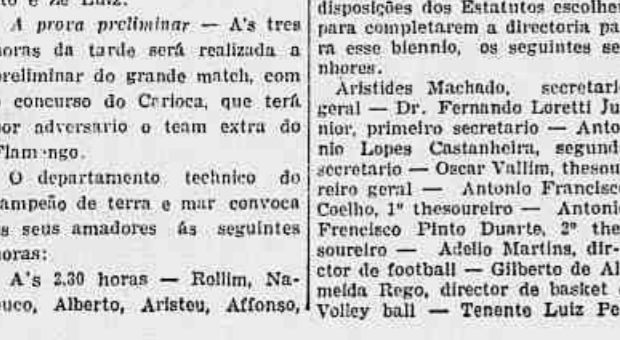 A prova preliminar — A's tres
horas da tarde será realizada a
preliminar do grande match, com
o concurso do Carioca, que terá
por adversario o team extra do
Flamengo.
O departamento technico do
campeão de terra e mar convoca
os seus amadores ás seguintes
horas:
A's 2.30 horas — Rollim, Na-
buco, Alberto, Aristeu, Affonso,
disposições dos Estatutos escolheu
para completarem a directoria pa-
ra esse biennio, os seguintes se-
nhores.
Aristides Machado, secretario
geral — Dr. Fernando Loretti Ju-
nior, primeiro secretario — Anto-
nio Lopes Castanheira, segundo
secretario — Oscar Vallim, thesou-
reiro geral — Antonio Francisco
Coelho, 1º thesoureiro — Antonio
Frencisco Pinto Duarte, 2º the-
soureiro — Adelio Martins, dir-
ctor de football — Gilberto de Al-
meida Rego, director de basket e
Volley ball — Tenente Luiz Pe-